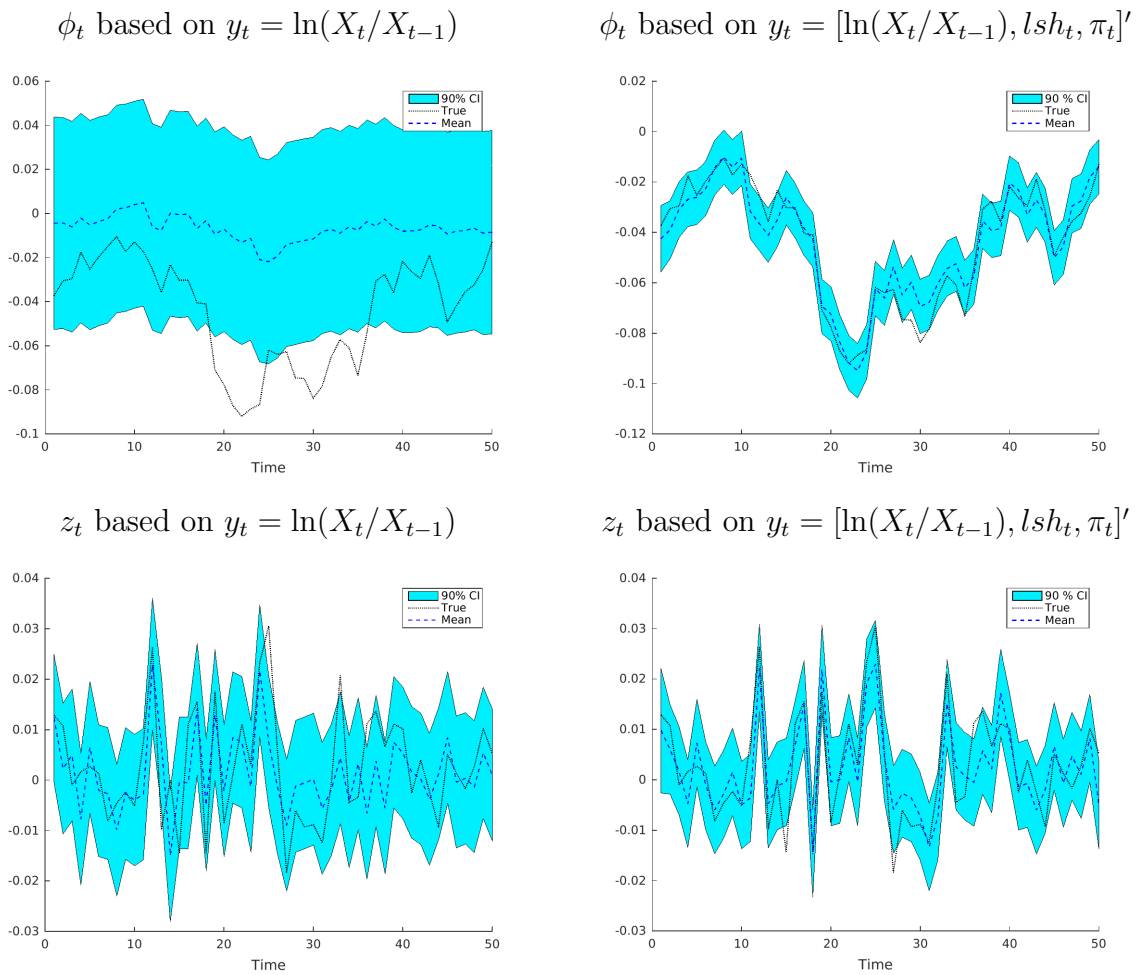 ϕ_t based on y_t = ln(X_t/X_{t−1})
ϕ_t based on y_t = [ln(X_t/X_{t−1}), lsh_t, π_t]′
0.06
0.04
0.02
0
-0.02
-0.04
-0.06
-0.08
-0.1
0
10
20
30
40
50
Time
90% CI
True
Mean
0.02
0
-0.02
-0.04
-0.06
-0.08
-0.1
-0.12
0
10
20
30
40
50
Time
90 % CI
True
Mean
z_t based on y_t = ln(X_t/X_{t−1})
z_t based on y_t = [ln(X_t/X_{t−1}), lsh_t, π_t]′
0.04
0.03
0.02
0.01
0
-0.01
-0.02
-0.03
0
10
20
30
40
50
Time
90% CI
True
Mean
0.04
0.03
0.02
0.01
0
-0.01
-0.02
-0.03
0
10
20
30
40
50
Time
90 % CI
True
Mean